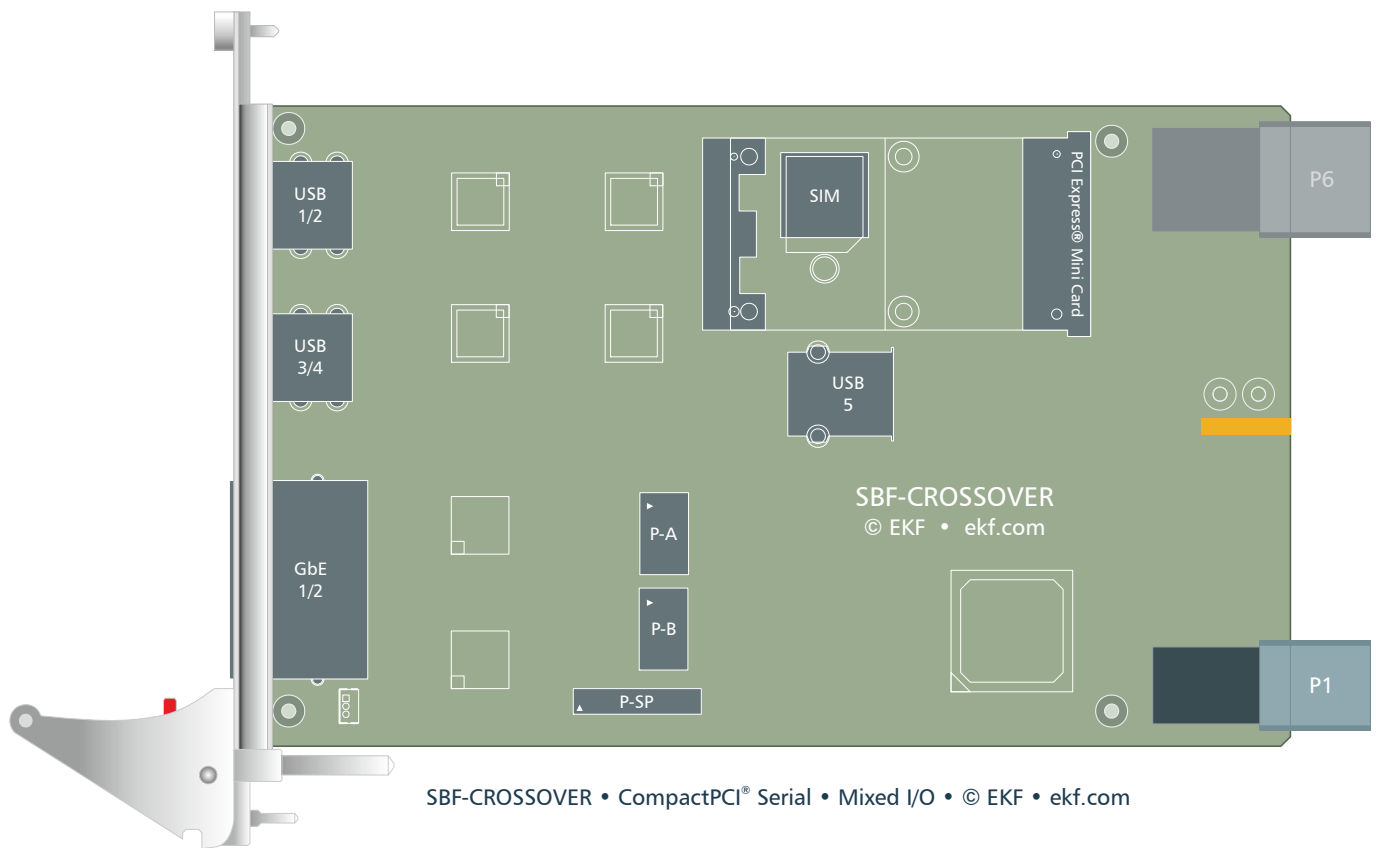 USB
1/2
SIM
PCI Express® Mini Card
P6
USB
3/4
USB
5
SBF-CROSSOVER
© EKF • ekf.com
P-A
GbE
1/2
P-B
P-SP
P1
SBF-CROSSOVER • CompactPCI® Serial • Mixed I/O • © EKF • ekf.com